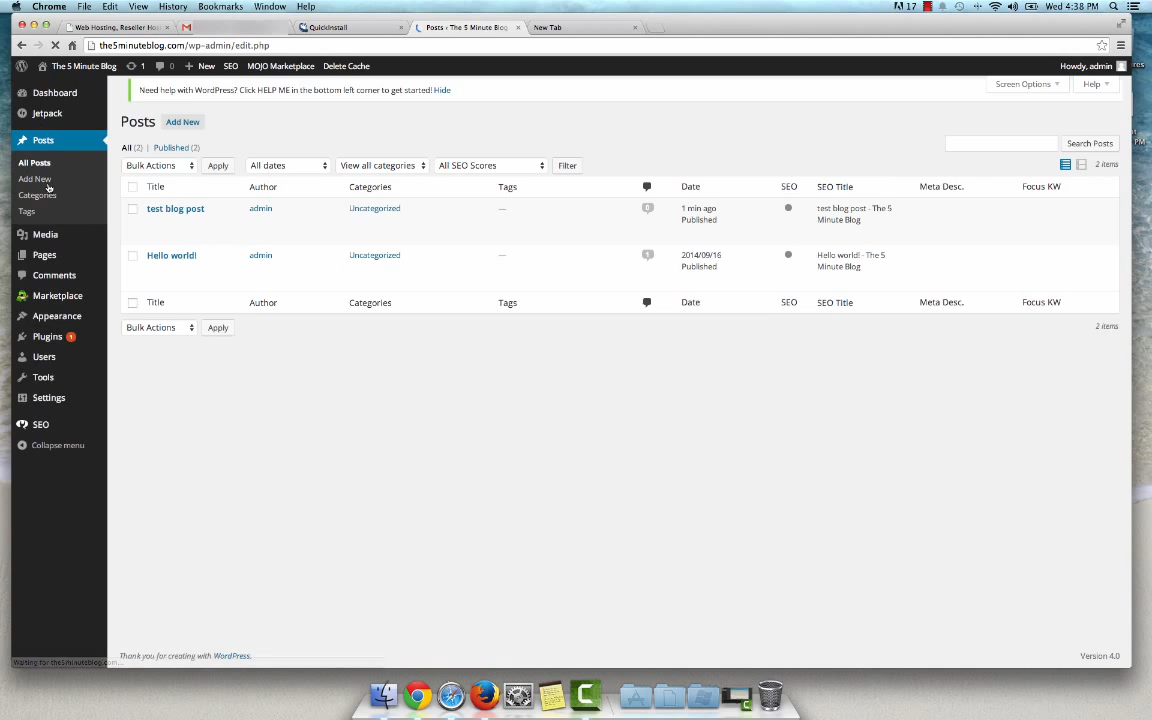 Chrome File Edit View History Bookmarks Window Help 17 Wed 4:38 PM
Web Hosting, Reseller Ho × QuickInstall × Posts ‹ The 5 Minute Blog × New Tab ×
the5minuteblog.com/wp-admin/edit.php
The 5 Minute Blog 1 0 + New SEO MOJO Marketplace Delete Cache Howdy, admin
Need help with WordPress? Click HELP ME in the bottom left corner to get started! Hide
Screen Options Help
Dashboard
Jetpack
Posts
All Posts
Add New
Categories
Tags
Media
Pages
Comments
Marketplace
Appearance
Plugins 1
Users
Tools
Settings
SEO
Collapse menu
Posts Add New
All (2) | Published (2)
Search Posts
Bulk Actions Apply All dates View all categories All SEO Scores Filter
2 items
Title Author Categories Tags Date SEO SEO Title Meta Desc. Focus KW
test blog post admin Uncategorized — 0 1 min ago test blog post - The 5
Published Minute Blog
Hello world! admin Uncategorized — 1 2014/09/16 Hello world! - The 5
Published Minute Blog
Title Author Categories Tags Date SEO SEO Title Meta Desc. Focus KW
Bulk Actions Apply
2 items
Thank you for creating with WordPress.
Version 4.0
Waiting for the5minuteblog.com...